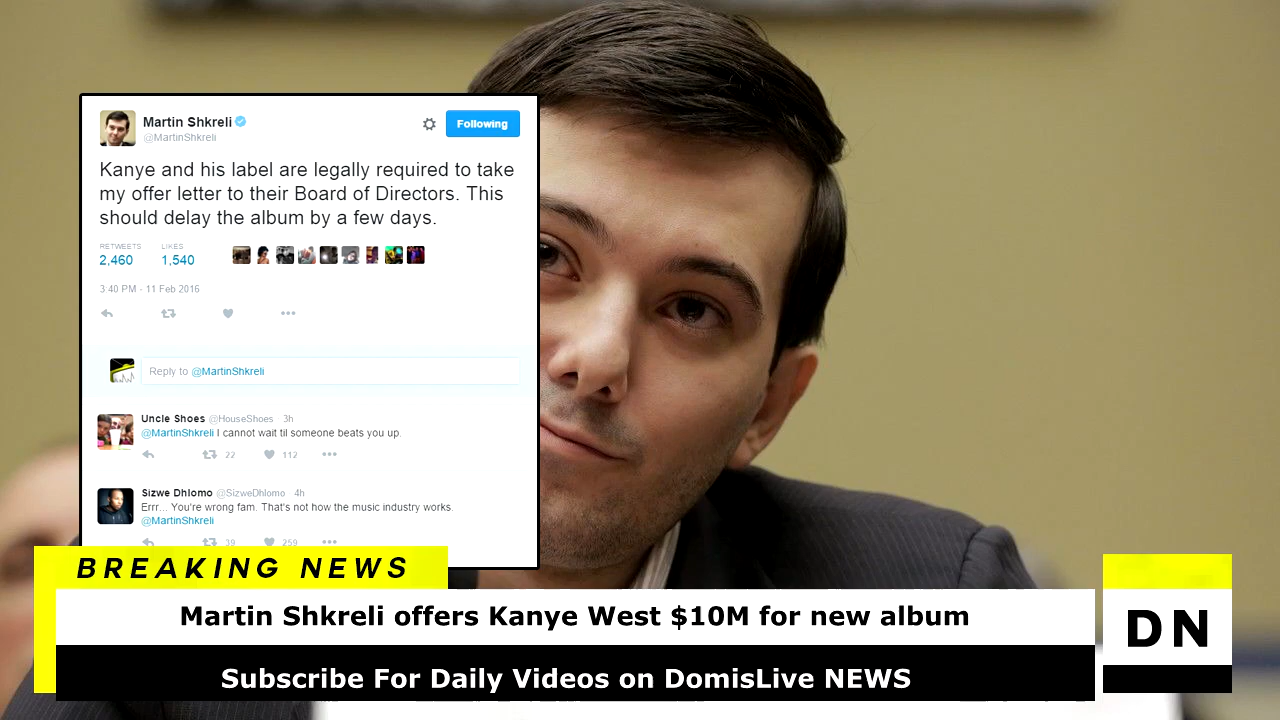 Martin Shkreli
@MartinShkreli
Following
Kanye and his label are legally required to take
my offer letter to their Board of Directors. This
should delay the album by a few days.
RETWEETS LIKES
2,460 1,540
3:40 PM - 11 Feb 2016
Reply to @MartinShkreli
Uncle Shoes @HouseShoes · 3h
@MartinShkreli I cannot wait til someone beats you up.
22 112
Sizwe Dhlomo @SizweDhlomo · 4h
Errr... You're wrong fam. That's not how the music industry works.
@MartinShkreli
39 259
BREAKING NEWS
Martin Shkreli offers Kanye West $10M for new album
Subscribe For Daily Videos on DomisLive NEWS
DN